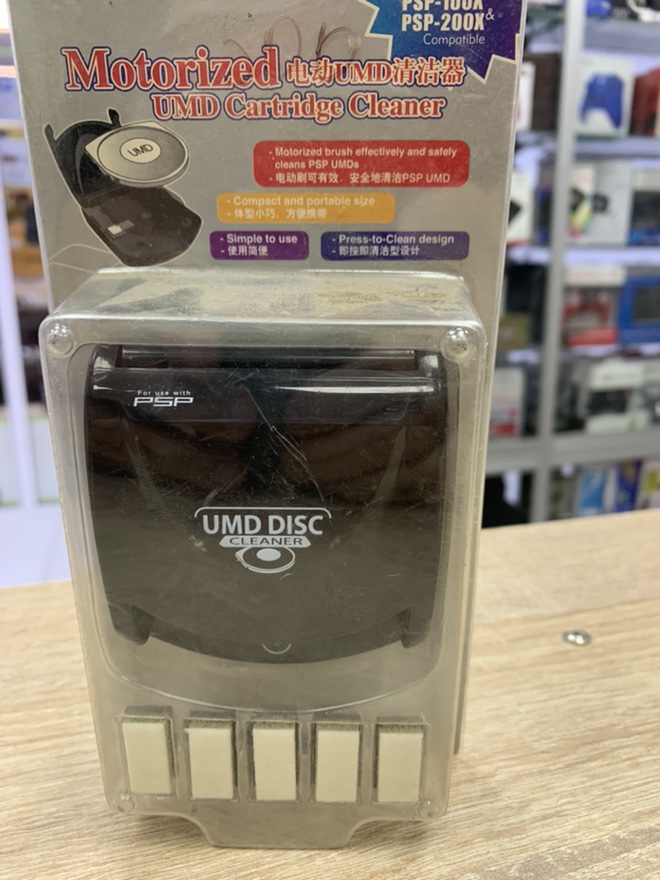 PSP-100X
& PSP-200X
Compatible
Motorized 电动UMD清洁器
UMD Cartridge Cleaner
UMD
- Motorized brush effectively and safely
cleans PSP UMDs
- 电动刷可有效、安全地清洁PSP UMD
- Compact and portable size
- 体型小巧，方便携带
- Simple to use
- 使用简便
- Press-to-Clean design
- 即按即清洁型设计
For use with
PSP
UMD DISC
CLEANER